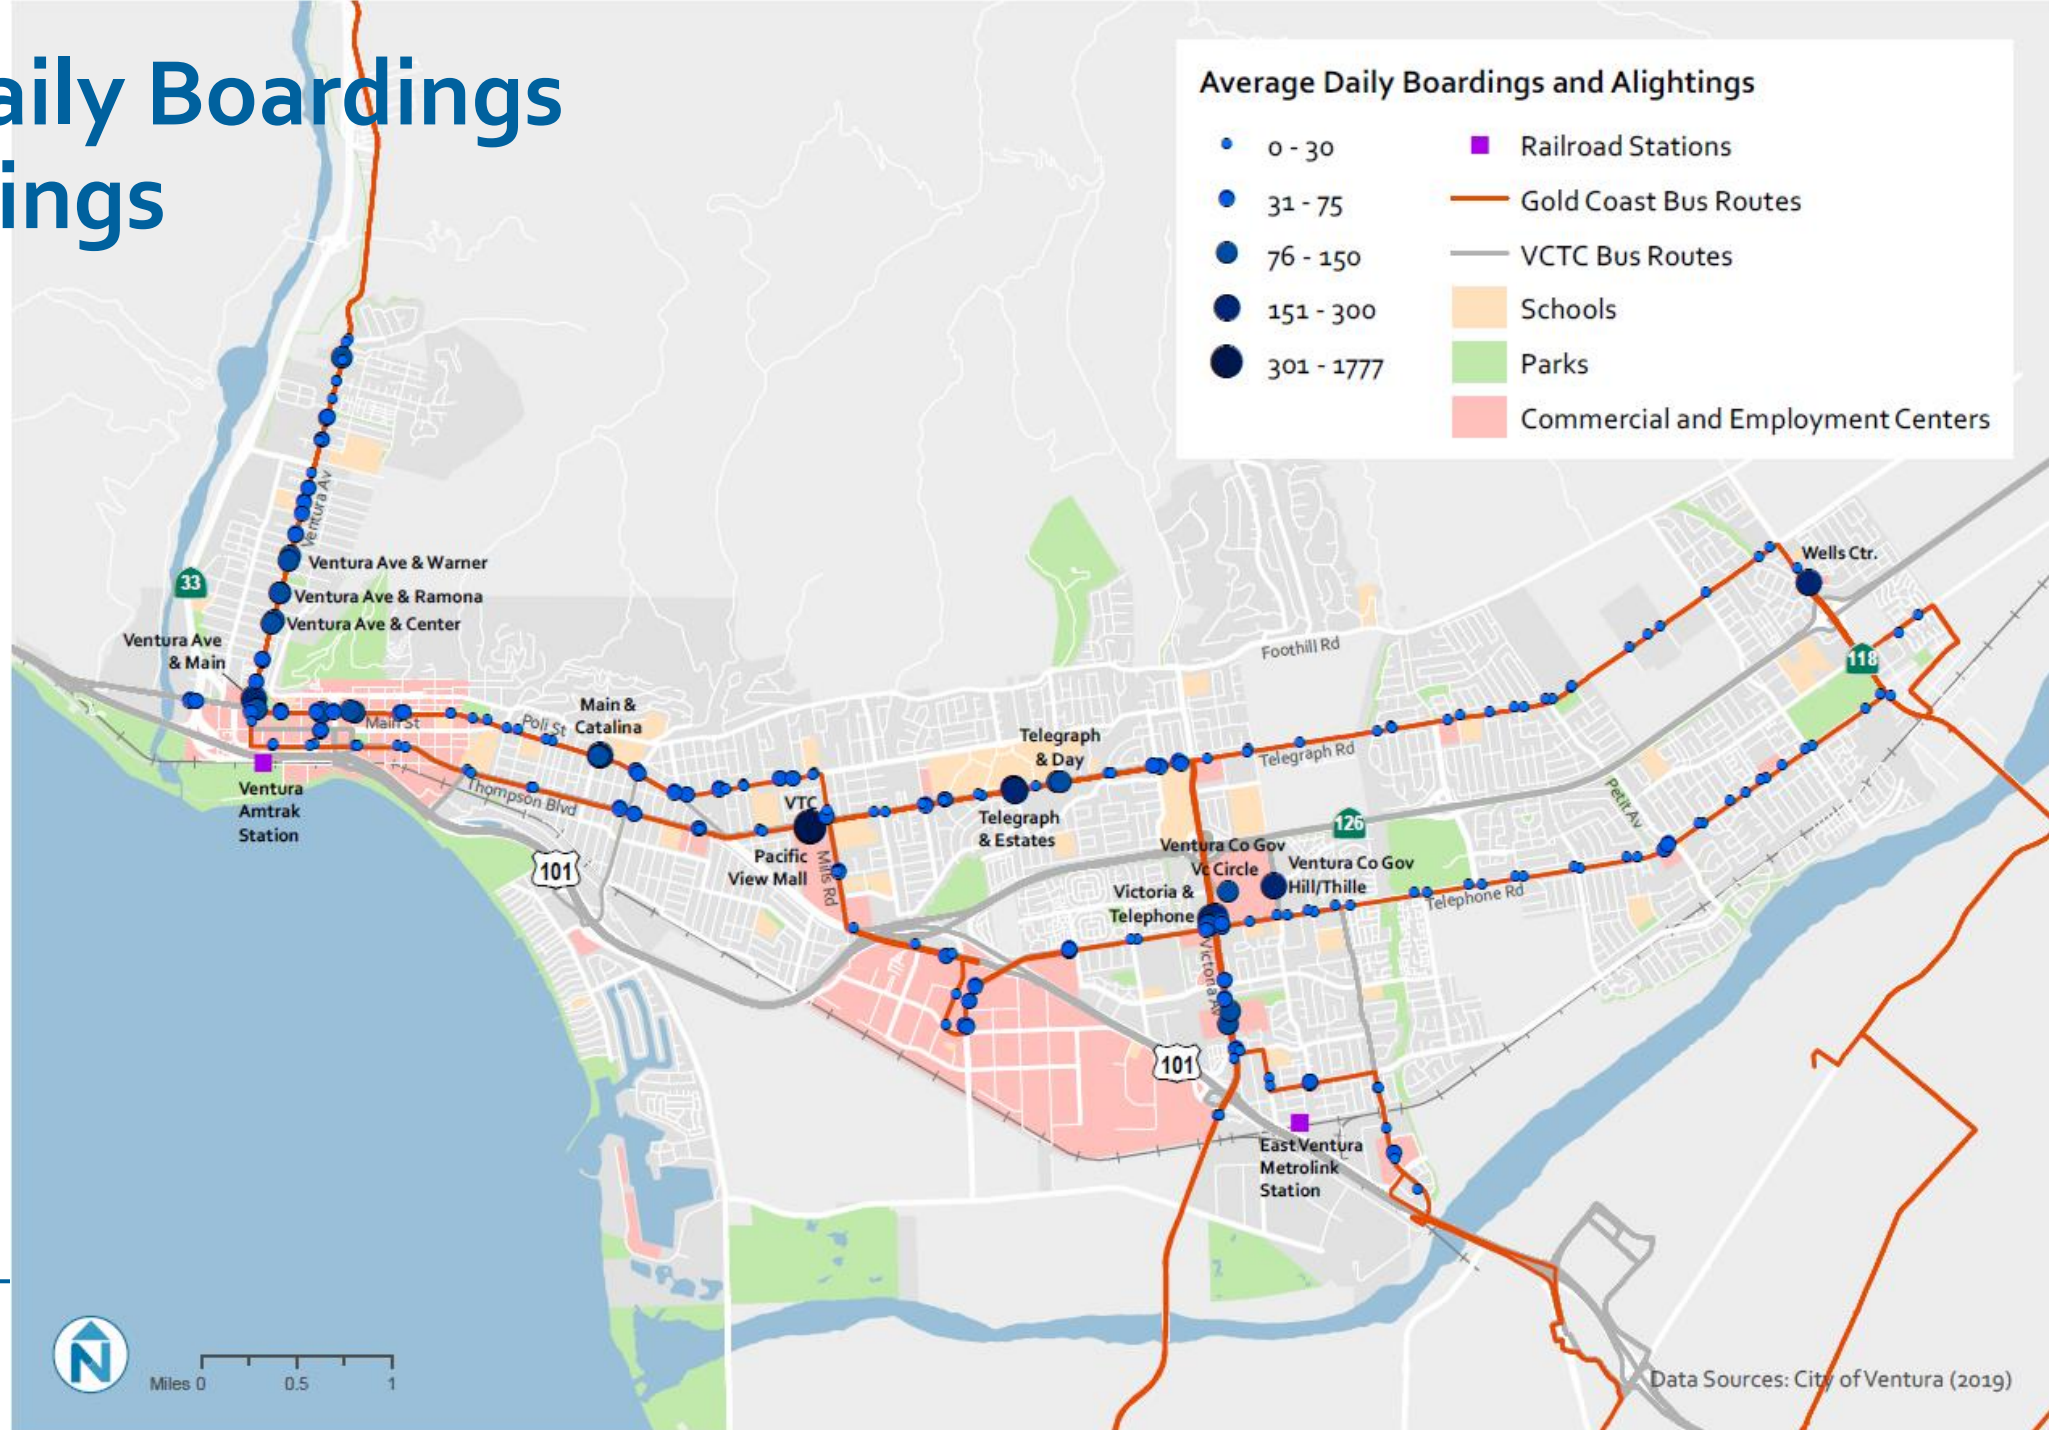 aily Boardings
ings
Average Daily Boardings and Alightings
0 - 30
31 - 75
76 - 150
151 - 300
301 - 1777
Railroad Stations
Gold Coast Bus Routes
VCTC Bus Routes
Schools
Parks
Commercial and Employment Centers
33
Ventura Av
Ventura Ave & Warner
Ventura Ave & Ramona
Ventura Ave & Center
Ventura Ave
& Main
Main St
Poli St
Main &
Catalina
Thompson Blvd
Ventura
Amtrak
Station
101
VTC
Pacific
View Mall
Mills Rd
Telegraph
& Day
Telegraph
& Estates
Foothill Rd
Telegraph Rd
Wells Ctr.
118
126
Petit Av
Ventura Co Gov
Vc Circle
Ventura Co Gov
Hill/Thille
Victoria &
Telephone
Telephone Rd
Victoria Av
101
East Ventura
Metrolink
Station
N
Miles 0
0.5
1
Data Sources: City of Ventura (2019)